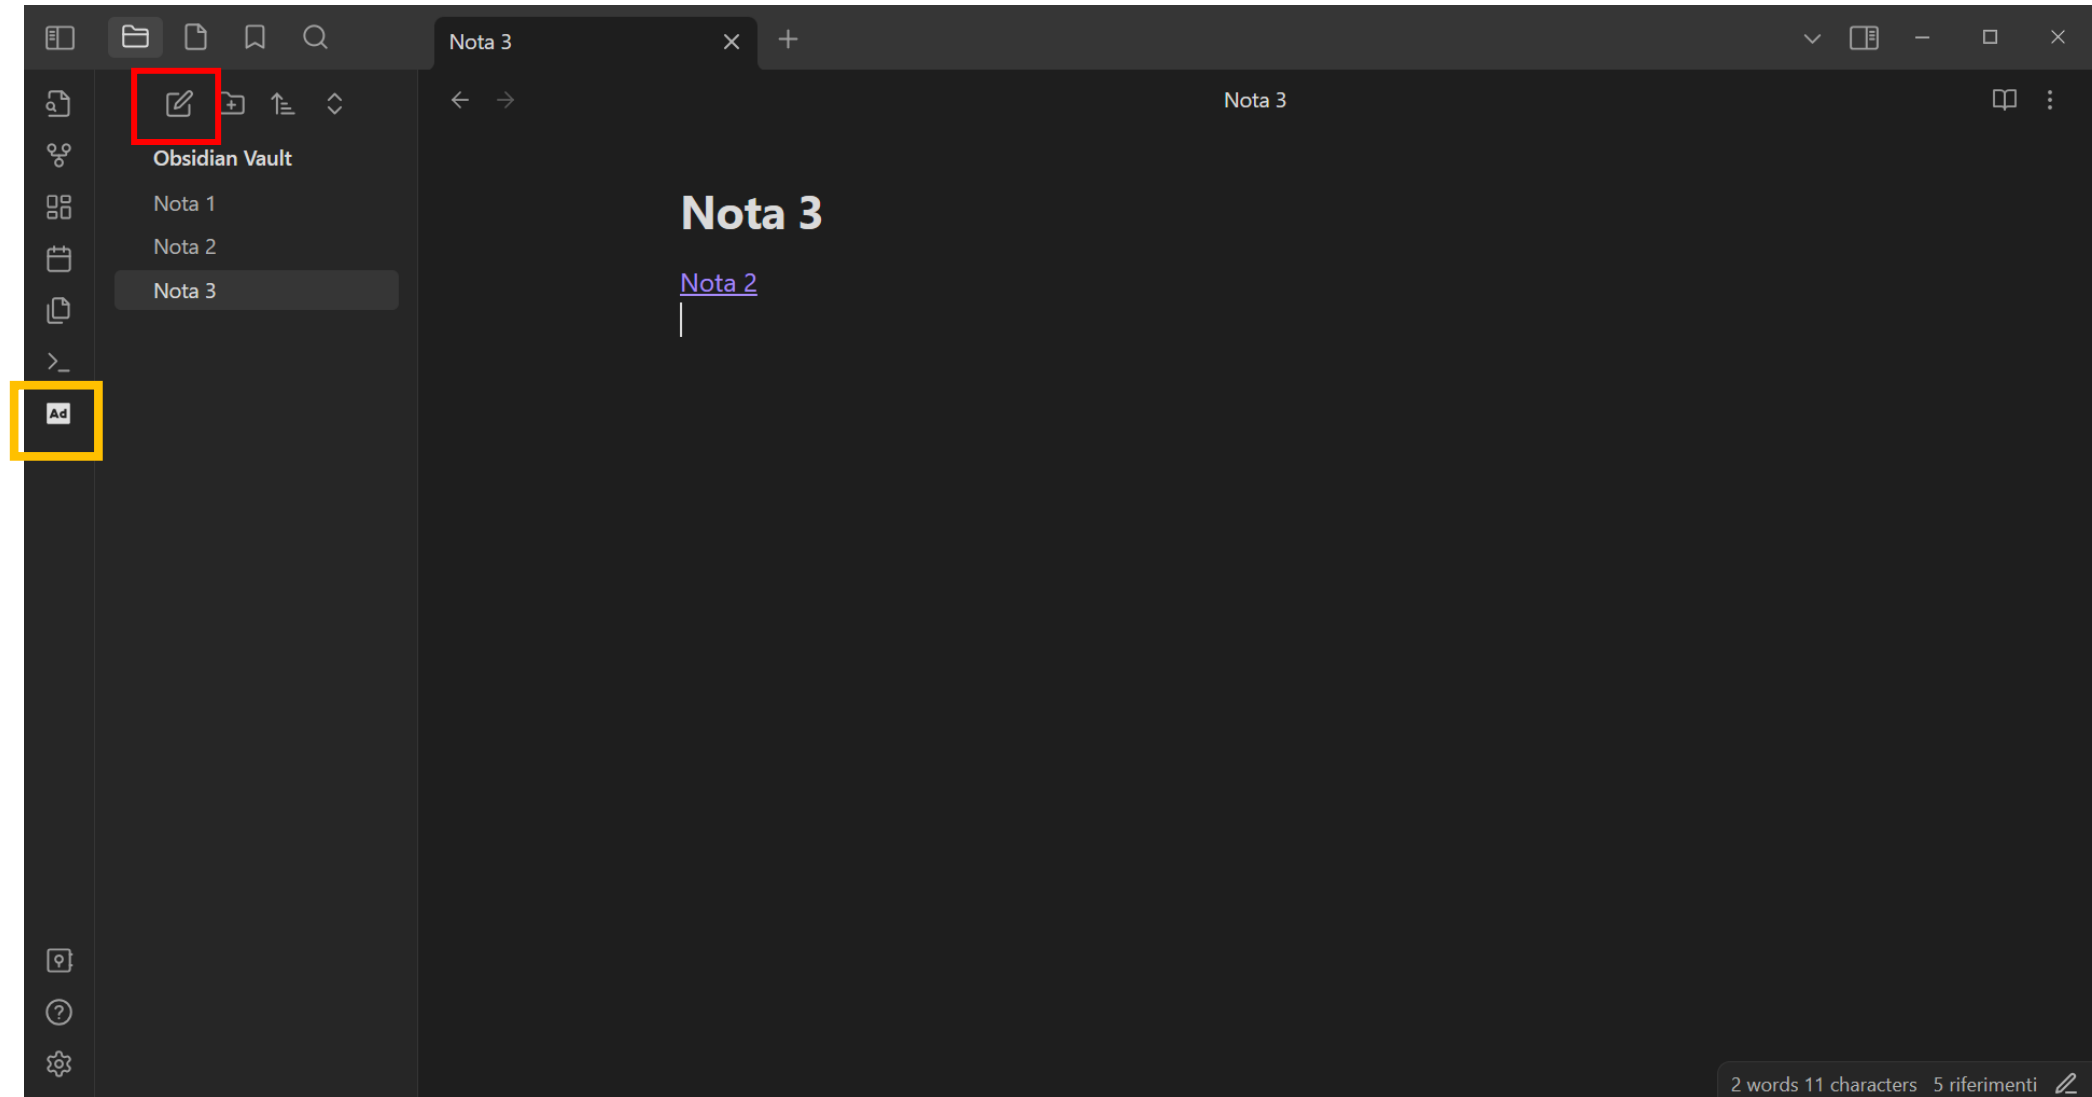 Nota 3
Nota 3
Obsidian Vault
Nota 1
Nota 2
Nota 3
Nota 3
Nota 2
Ad
2 words 11 characters 5 riferimenti